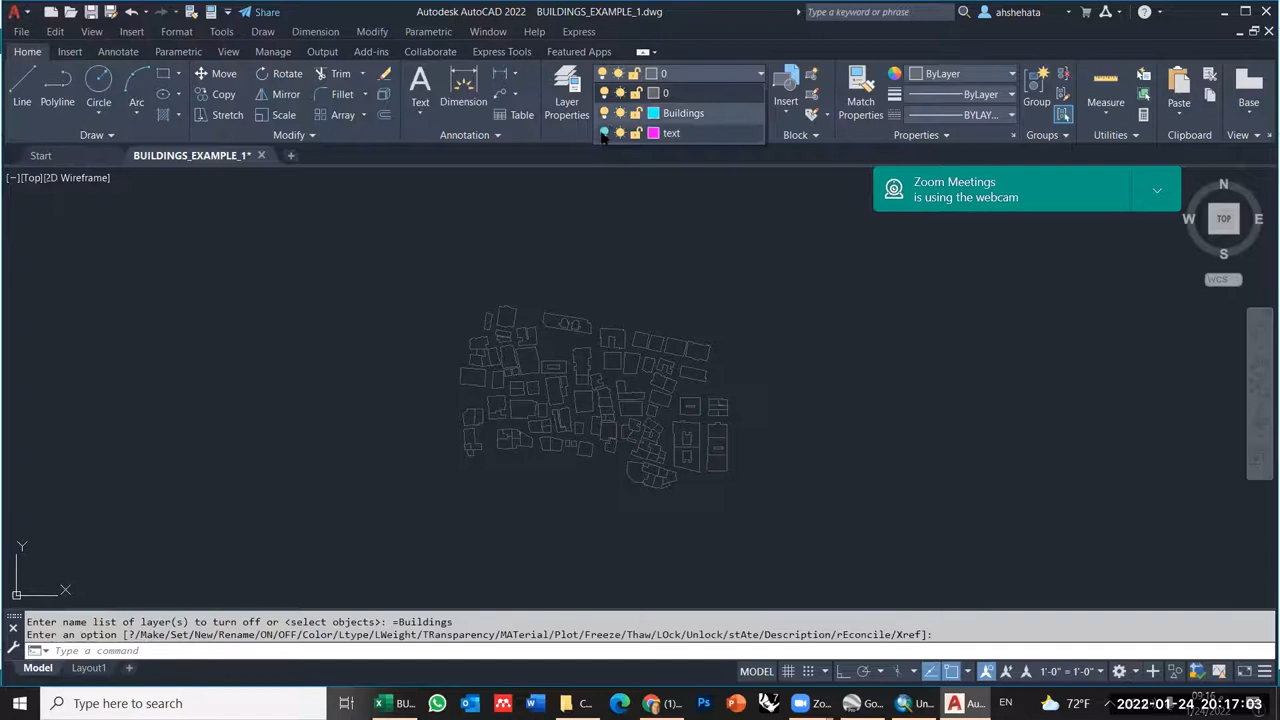 Share
Autodesk AutoCAD 2022 BUILDINGS_EXAMPLE_1.dwg
Type a keyword or phrase
ahshehata
File Edit View Insert Format Tools Draw Dimension Modify Parametric Window Help Express
Home Insert Annotate Parametric View Manage Output Add-ins Collaborate Express Tools Featured Apps
Line Polyline Circle Arc
Move Rotate Trim
Copy Mirror Fillet
Stretch Scale Array
Text Dimension Table
Layer Properties
0
0
Buildings
text
Insert
Match Properties
ByLayer
ByLayer
BYLAY...
Group
Measure
Paste
Base
Draw Modify Annotation Block Properties Groups Utilities Clipboard View
Start BUILDINGS_EXAMPLE_1*
[−][Top][2D Wireframe]
Zoom Meetings
is using the webcam
N
W TOP E
S
WCS
Y
X
Enter name list of layer(s) to turn off or <select objects>: =Buildings
Enter an option [?/Make/Set/New/Rename/ON/OFF/Color/Ltype/LWeight/TRansparency/MATerial/Plot/Freeze/Thaw/LOck/Unlock/stAte/Description/rEconcile/Xref]:
Type a command
Model Layout1
MODEL
1'-0" = 1'-0"
Type here to search
BU...
C...
(1)...
Zo...
Go...
Un...
Au...
72°F
EN
2022-01-24 20:17:03